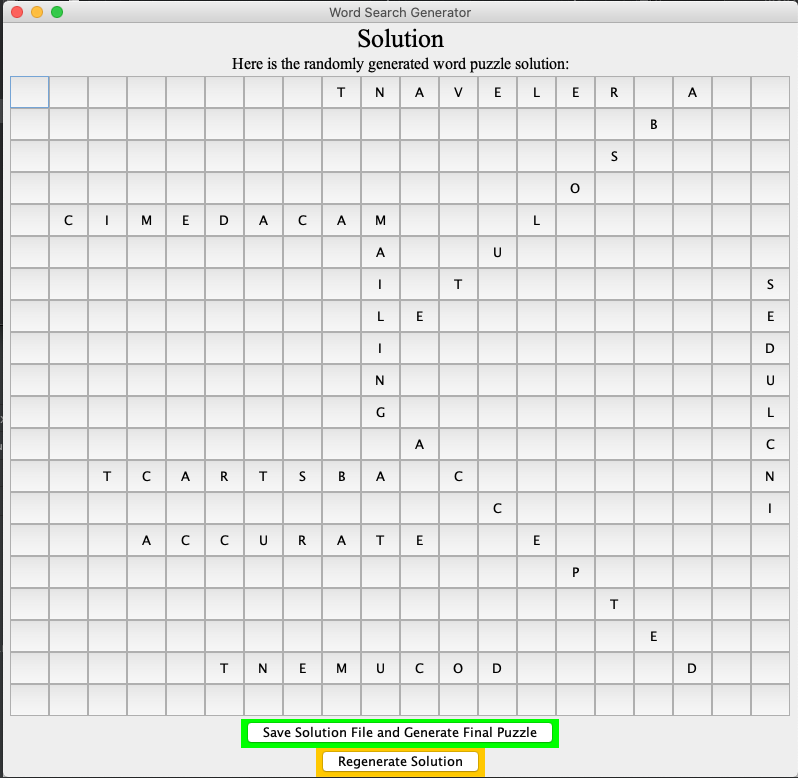 Word Search Generator
Solution
Here is the randomly generated word puzzle solution:
T N A V E L E R A
B
S
O
C I M E D A C A M L
A U
I T S
L E E
I D
N U
G L
A C
T C A R T S B A C N
C I
A C C U R A T E E
P
T
E
T N E M U C O D D
Save Solution File and Generate Final Puzzle
Regenerate Solution